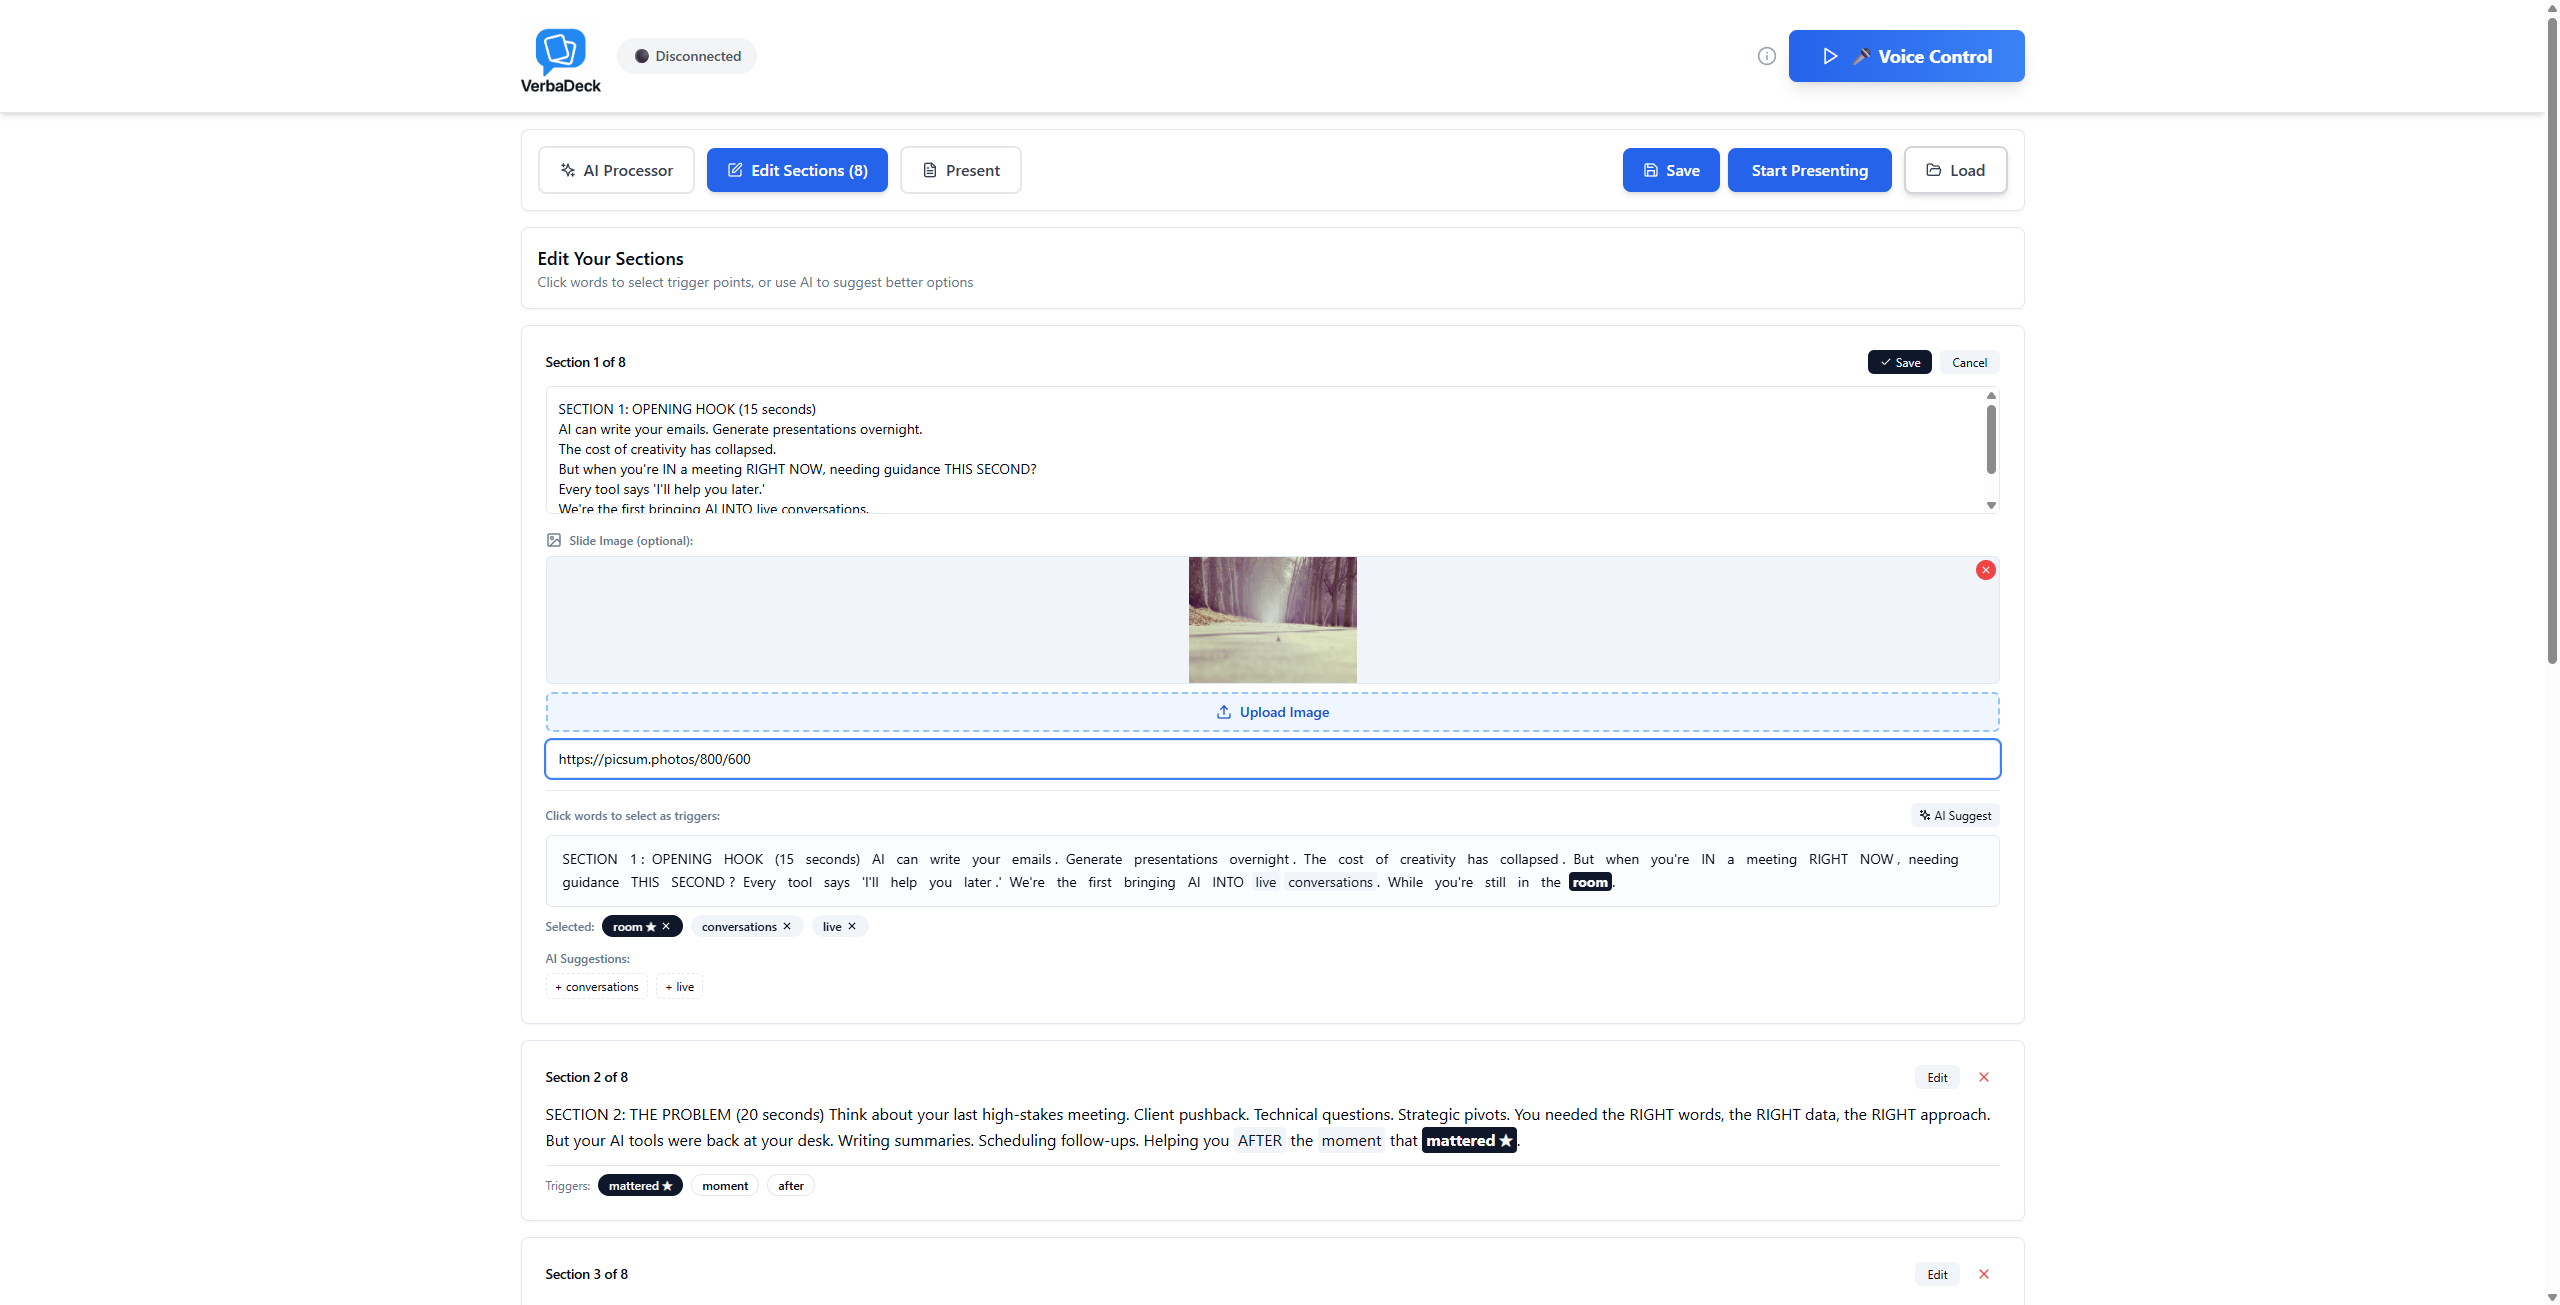 VerbaDeck
Disconnected
Voice Control
AI Processor
Edit Sections (8)
Present
Save
Start Presenting
Load
Edit Your Sections
Click words to select trigger points, or use AI to suggest better options
Section 1 of 8
Save
Cancel
SECTION 1: OPENING HOOK (15 seconds)
AI can write your emails. Generate presentations overnight.
The cost of creativity has collapsed.
But when you're IN a meeting RIGHT NOW, needing guidance THIS SECOND?
Every tool says 'I'll help you later.'
We're the first bringing AI INTO live conversations.
Slide Image (optional):
Upload Image
https://picsum.photos/800/600
Click words to select as triggers:
AI Suggest
SECTION 1: OPENING HOOK (15 seconds) AI can write your emails. Generate presentations overnight. The cost of creativity has collapsed. But when you're IN a meeting RIGHT NOW, needing
guidance THIS SECOND? Every tool says 'I'll help you later.' We're the first bringing AI INTO live conversations. While you're still in the room.
Selected: room ★ ✕ conversations ✕ live ✕
AI Suggestions:
+ conversations + live
Section 2 of 8
Edit
SECTION 2: THE PROBLEM (20 seconds) Think about your last high-stakes meeting. Client pushback. Technical questions. Strategic pivots. You needed the RIGHT words, the RIGHT data, the RIGHT approach.
But your AI tools were back at your desk. Writing summaries. Scheduling follow-ups. Helping you AFTER the moment that mattered ★.
Triggers: mattered ★ moment after
Section 3 of 8
Edit